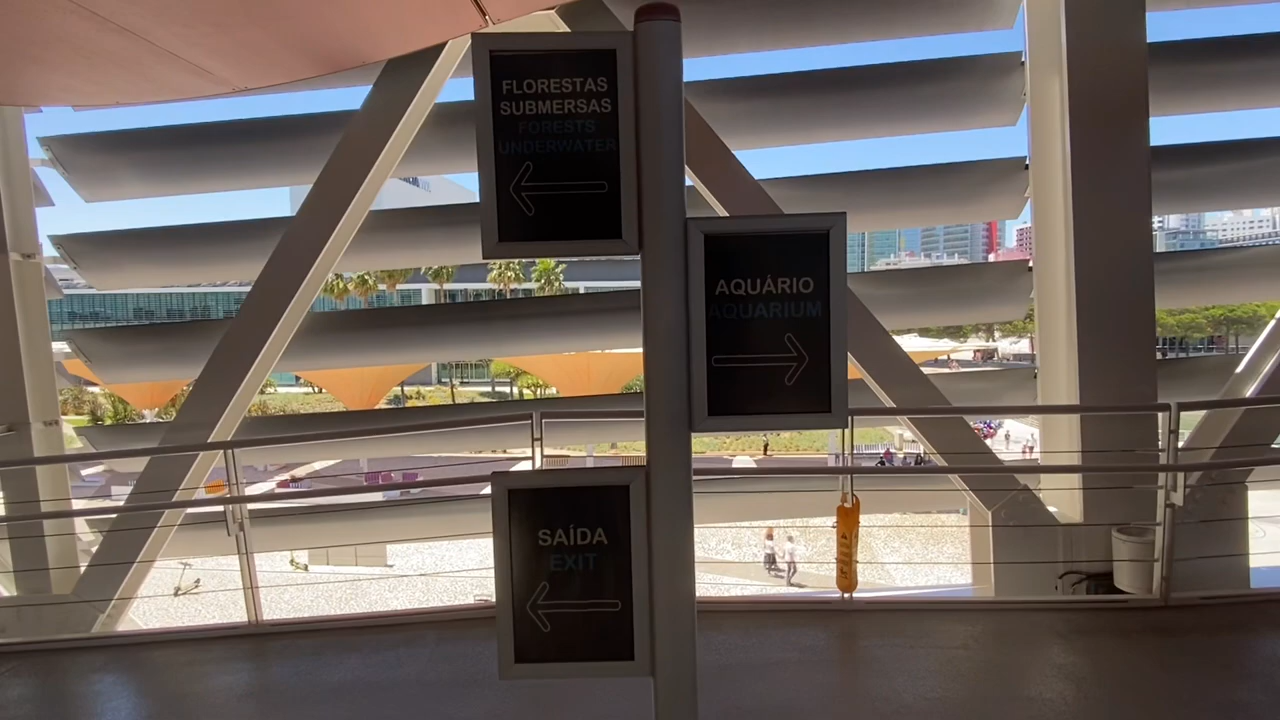 FLORESTAS
SUBMERSAS
FORESTS
UNDERWATER
AQUÁRIO
AQUARIUM
SAÍDA
EXIT